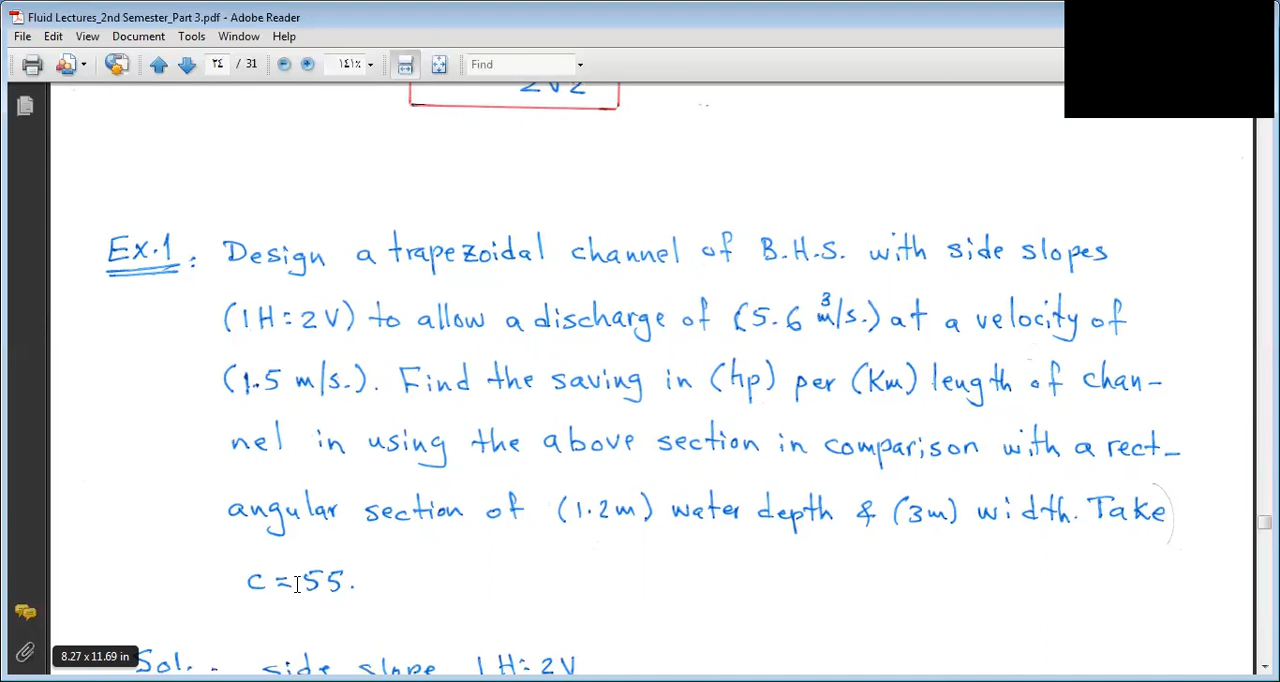 Fluid Lectures_2nd Semester_Part 3.pdf - Adobe Reader
File Edit View Document Tools Window Help
٢٤ / 31 ١٤١% Find
2√2
Ex.1: Design a trapezoidal channel of B.H.S. with side slopes
(1H:2V) to allow a discharge of (5.6 m³/s.) at a velocity of
(1.5 m/s.). Find the saving in (hp) per (Km) length of chan-
nel in using the above section in comparison with a rect-
angular section of (1.2m) water depth & (3m) width. Take
c = 55.
8.27 x 11.69 in
Sol. : side slope 1H:2V